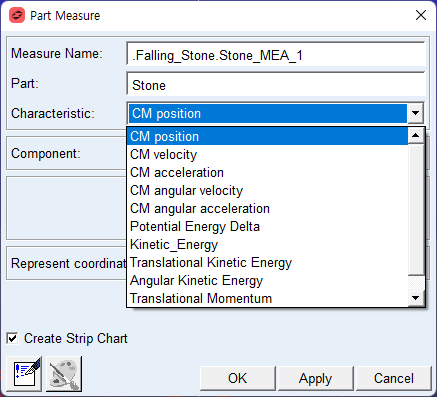 Part Measure
Measure Name: .Falling_Stone.Stone_MEA_1
Part: Stone
Characteristic: CM position
CM position
Component:
CM velocity
CM acceleration
CM angular velocity
CM angular acceleration
Potential Energy Delta
Kinetic_Energy
Represent coordinat
Translational Kinetic Energy
Angular Kinetic Energy
Translational Momentum
Create Strip Chart
OK Apply Cancel